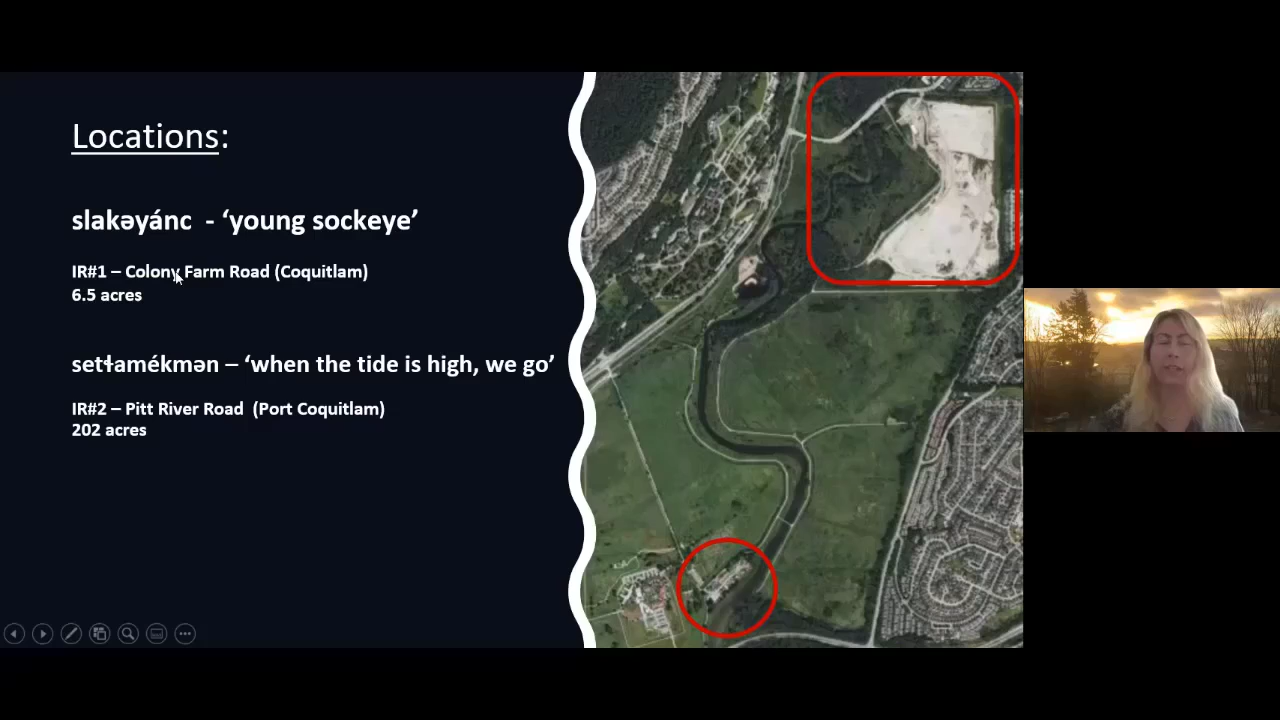 Locations:
slakəyánc - ‘young sockeye’
IR#1 – Colony Farm Road (Coquitlam)
6.5 acres
setɬamékmən – ‘when the tide is high, we go’
IR#2 – Pitt River Road (Port Coquitlam)
202 acres